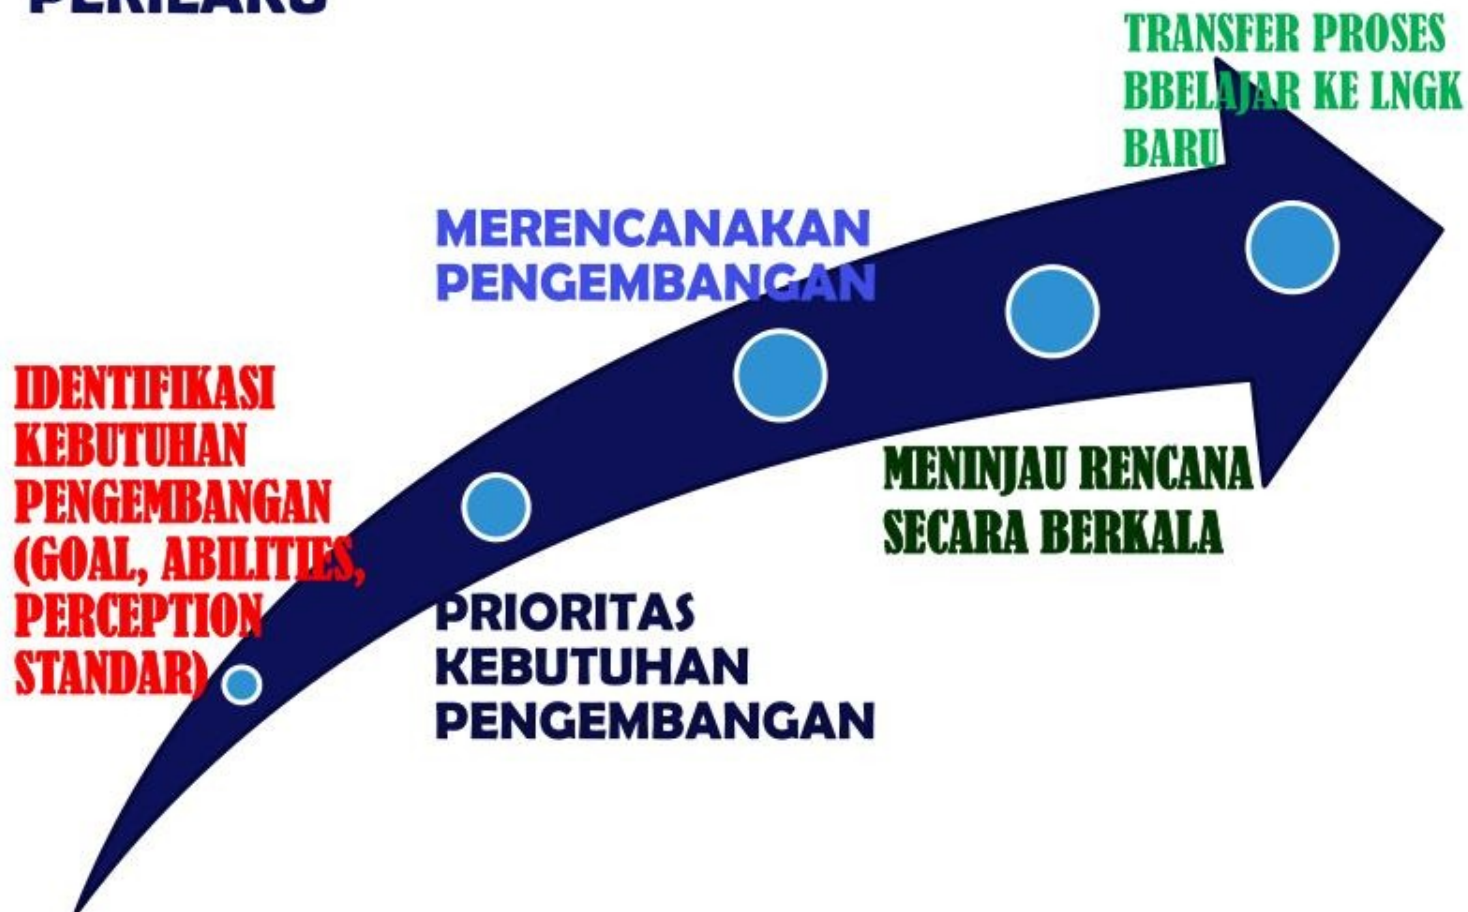 PERILAKU
IDENTIFIKASI
KEBUTUHAN
PENGEMBANGAN
(GOAL, ABILITIES,
PERCEPTION
STANDAR)
PRIORITAS
KEBUTUHAN
PENGEMBANGAN
MERENCANAKAN
PENGEMBANGAN
MENINJAU RENCANA
SECARA BERKALA
TRANSFER PROSES
BBELAJAR KE LNGK
BARU